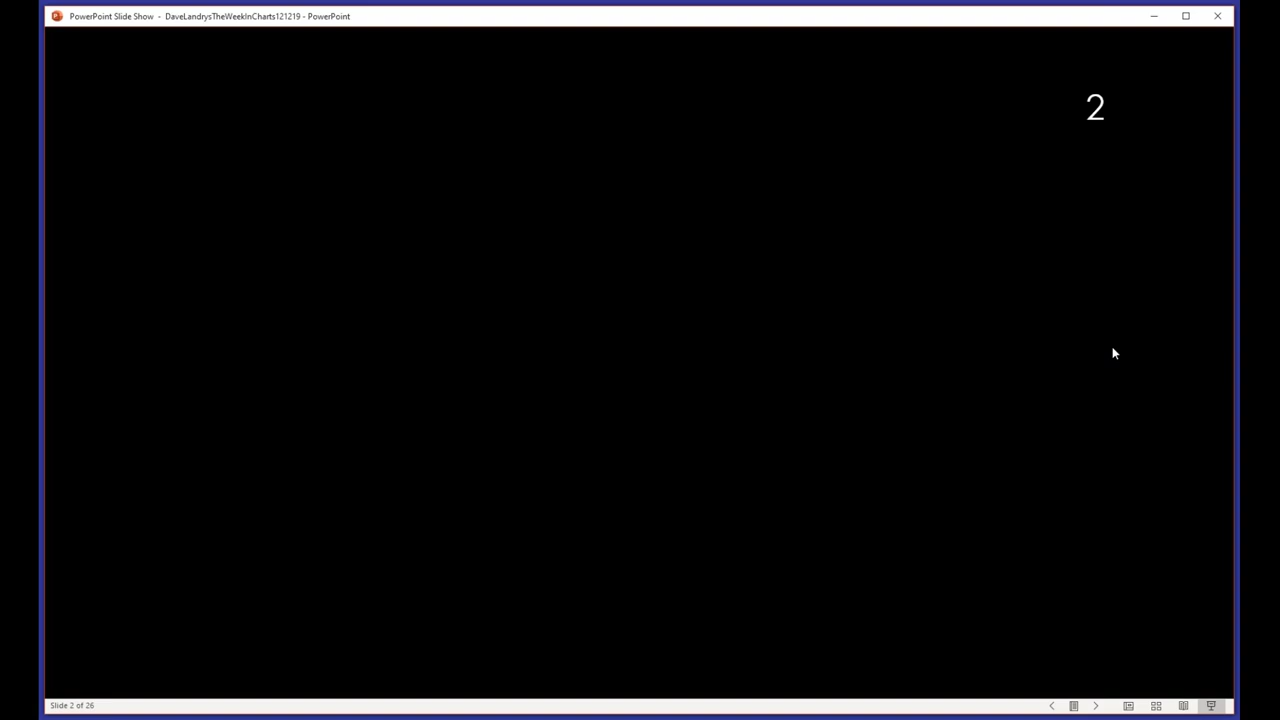 PowerPoint Slide Show - DaveLandrysTheWeekInCharts121219 - PowerPoint
2
Slide 2 of 26